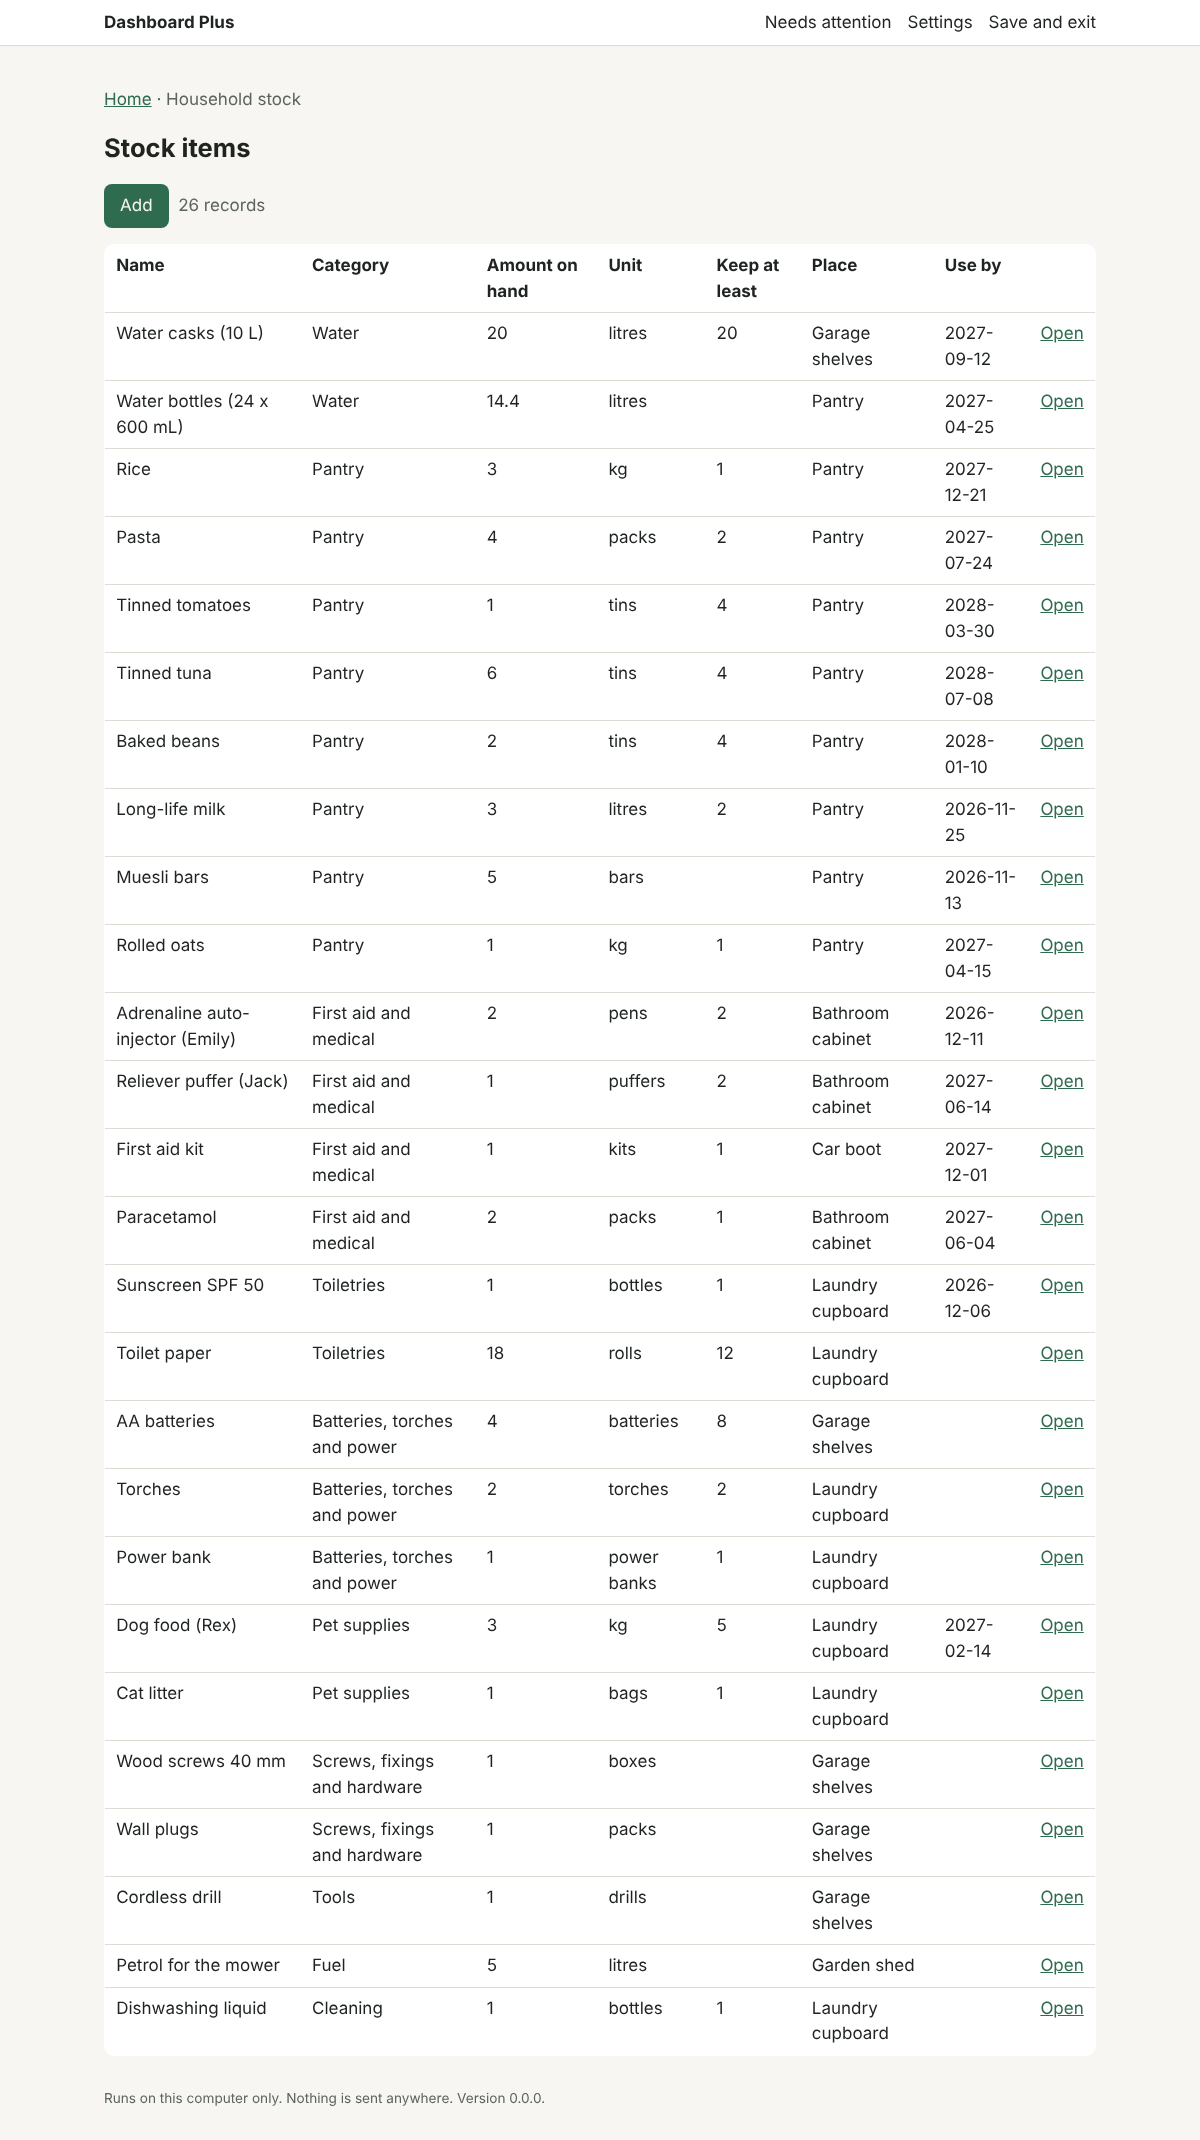 Dashboard Plus
Needs attention Settings Save and exit
Home · Household stock
Stock items
Add 26 records
Name Category Amount on hand Unit Keep at least Place Use by
Water casks (10 L) Water 20 litres 20 Garage shelves 2027-09-12 Open
Water bottles (24 x 600 mL) Water 14.4 litres Pantry 2027-04-25 Open
Rice Pantry 3 kg 1 Pantry 2027-12-21 Open
Pasta Pantry 4 packs 2 Pantry 2027-07-24 Open
Tinned tomatoes Pantry 1 tins 4 Pantry 2028-03-30 Open
Tinned tuna Pantry 6 tins 4 Pantry 2028-07-08 Open
Baked beans Pantry 2 tins 4 Pantry 2028-01-10 Open
Long-life milk Pantry 3 litres 2 Pantry 2026-11-25 Open
Muesli bars Pantry 5 bars Pantry 2026-11-13 Open
Rolled oats Pantry 1 kg 1 Pantry 2027-04-15 Open
Adrenaline auto-injector (Emily) First aid and medical 2 pens 2 Bathroom cabinet 2026-12-11 Open
Reliever puffer (Jack) First aid and medical 1 puffers 2 Bathroom cabinet 2027-06-14 Open
First aid kit First aid and medical 1 kits 1 Car boot 2027-12-01 Open
Paracetamol First aid and medical 2 packs 1 Bathroom cabinet 2027-06-04 Open
Sunscreen SPF 50 Toiletries 1 bottles 1 Laundry cupboard 2026-12-06 Open
Toilet paper Toiletries 18 rolls 12 Laundry cupboard Open
AA batteries Batteries, torches and power 4 batteries 8 Garage shelves Open
Torches Batteries, torches and power 2 torches 2 Laundry cupboard Open
Power bank Batteries, torches and power 1 power banks 1 Laundry cupboard Open
Dog food (Rex) Pet supplies 3 kg 5 Laundry cupboard 2027-02-14 Open
Cat litter Pet supplies 1 bags 1 Laundry cupboard Open
Wood screws 40 mm Screws, fixings and hardware 1 boxes Garage shelves Open
Wall plugs Screws, fixings and hardware 1 packs Garage shelves Open
Cordless drill Tools 1 drills Garage shelves Open
Petrol for the mower Fuel 5 litres Garden shed Open
Dishwashing liquid Cleaning 1 bottles 1 Laundry cupboard Open
Runs on this computer only. Nothing is sent anywhere. Version 0.0.0.